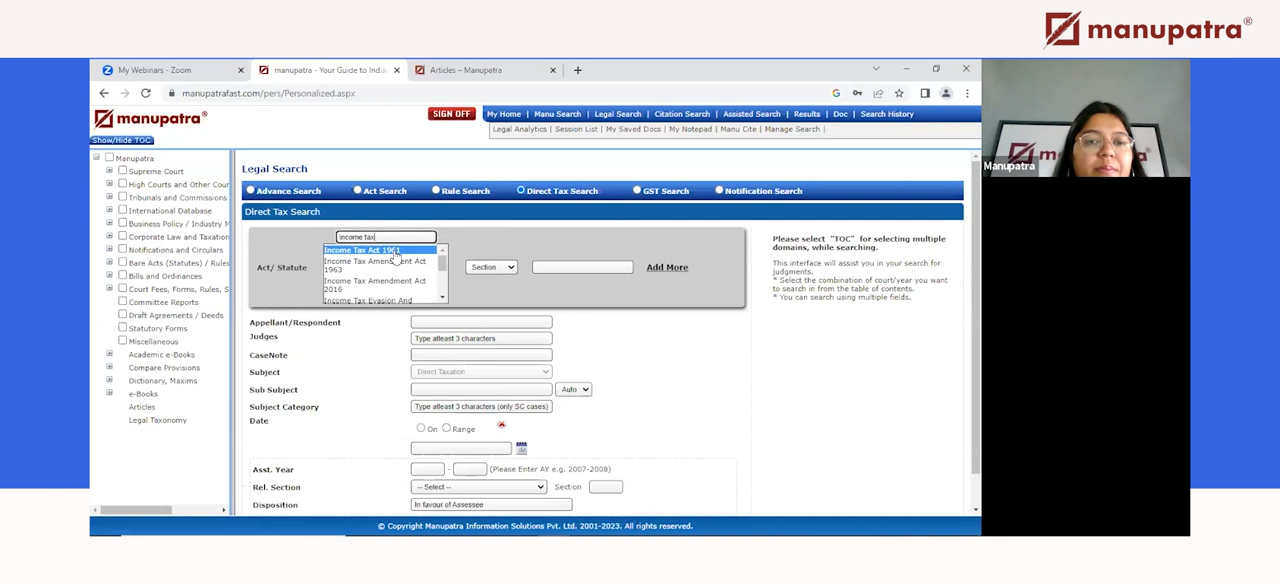 manupatra®
My Webinars - Zoom
manupatra - Your Guide to India
Articles – Manupatra
manupatrafast.com/pers/Personalized.aspx
manupatra®
SIGN OFF
My Home | Manu Search | Legal Search | Citation Search | Assisted Search | Results | Doc | Search History
Legal Analytics | Session List | My Saved Docs | My Notepad | Manu Cite | Manage Search |
Show/Hide TOC
Manupatra
Supreme Court
High Courts and Other Cour
Tribunals and Commissions
International Database
Business Policy / Industry M
Corporate Law and Taxation
Notifications and Circulars
Bare Acts (Statutes) / Rules
Bills and Ordinances
Court Fees, Forms, Rules, S
Committee Reports
Draft Agreements / Deeds
Statutory Forms
Miscellaneous
Academic e-Books
Compare Provisions
Dictionary, Maxims
e-Books
Articles
Legal Taxonomy
Legal Search
Advance Search
Act Search
Rule Search
Direct Tax Search
GST Search
Notification Search
Direct Tax Search
income tax
Income Tax Act 1961
Income Tax Amendment Act
1963
Income Tax Amendment Act
2016
Income Tax Evasion And
Act/ Statute
Section
Add More
Please select "TOC" for selecting multiple
domains, while searching.
This interface will assist you in your search for
judgments.
* Select the combination of court/year you want
to search in from the table of contents.
* You can search using multiple fields.
Appellant/Respondent
Judges
Type atleast 3 characters
CaseNote
Subject
Direct Taxation
Sub Subject
Auto
Subject Category
Type atleast 3 characters (only SC cases)
Date
On
Range
Asst. Year
-
(Please Enter AY e.g. 2007-2008)
Rel. Section
-- Select --
Section
Disposition
In favour of Assessee
© Copyright Manupatra Information Solutions Pvt. Ltd. 2001-2023. All rights reserved.
Manupatra